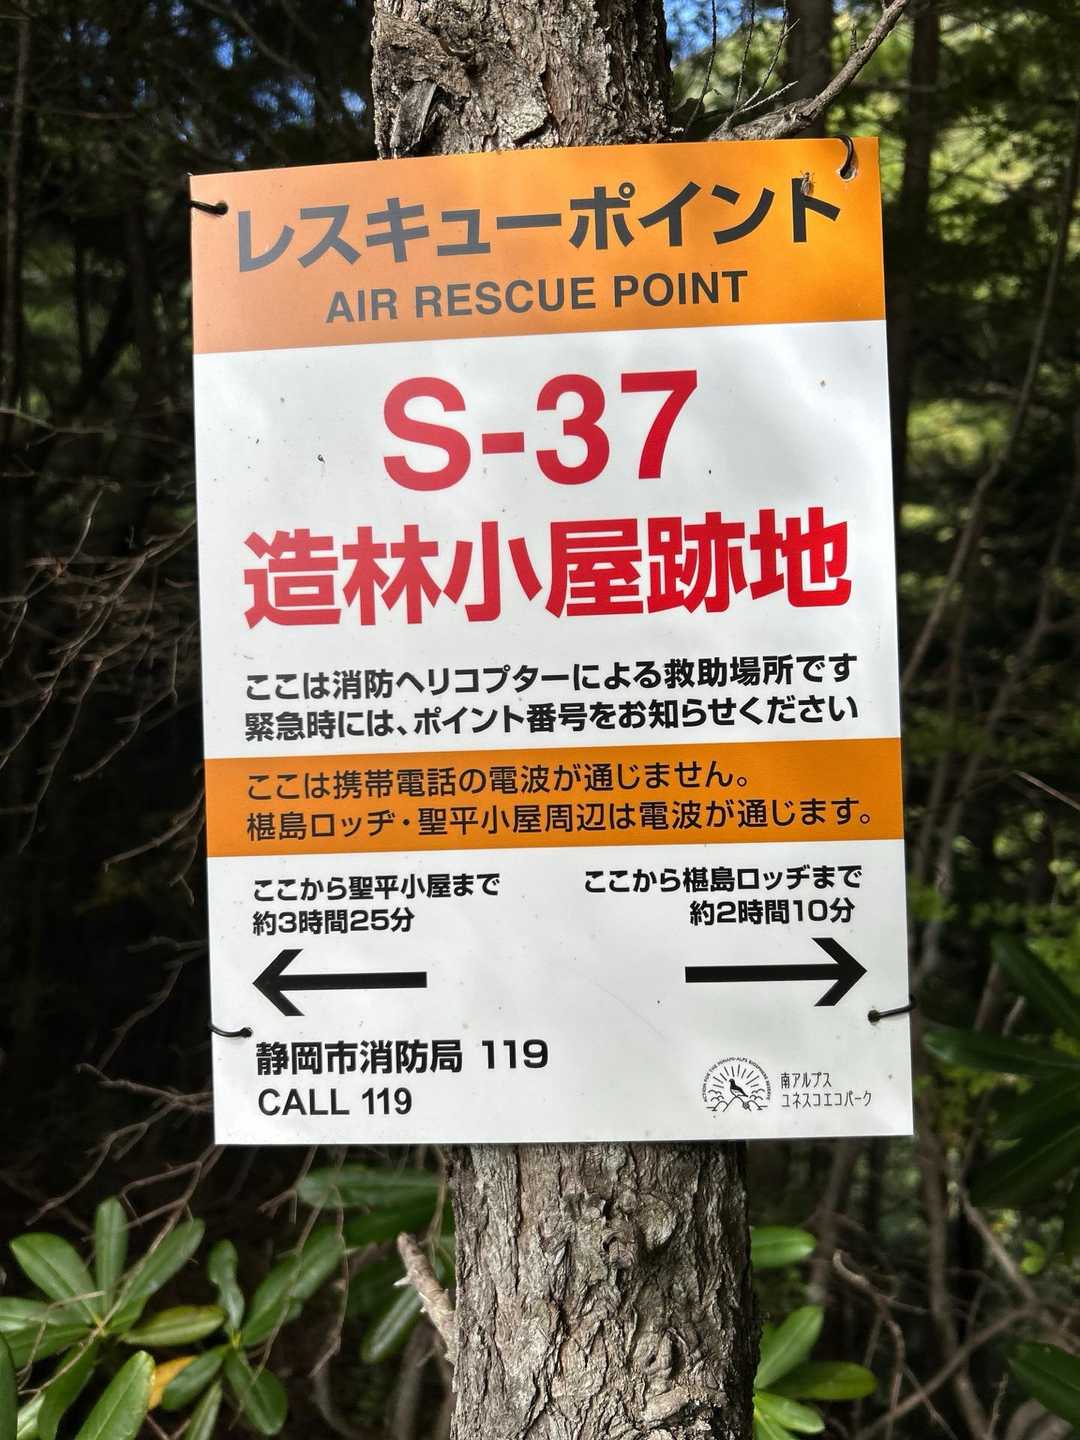 レスキューポイント
AIR RESCUE POINT
S-37
造林小屋跡地
ここは消防ヘリコプターによる救助場所です
緊急時には、ポイント番号をお知らせください
ここは携帯電話の電波が通じません。
椹島ロッヂ・聖平小屋周辺は電波が通じます。
ここから聖平小屋まで
約3時間25分
ここから椹島ロッヂまで
約2時間10分
静岡市消防局 119
CALL 119
南アルプス
ユネスコエコパーク